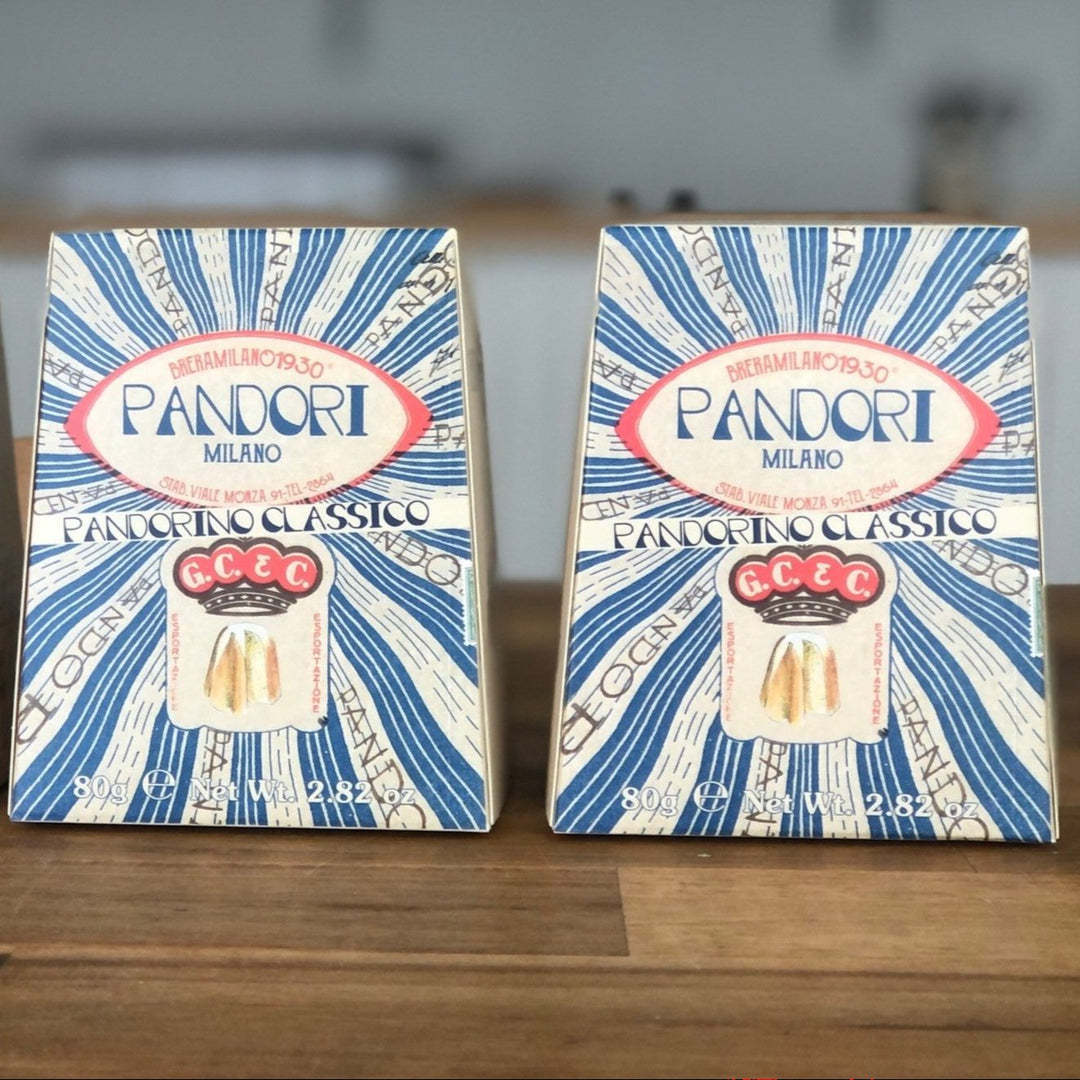 BRERAMILANO1930
PANDORI
MILANO
STAB. VIALE MONZA 91-TEL-2864
PANDORINO CLASSICO
G.C. & C.
ESPORTAZIONE
ESPORTAZIONE
80g ℮ Net Wt. 2.82 oz
BRERAMILANO1930
PANDORI
MILANO
STAB. VIALE MONZA 91-TEL-2864
PANDORINO CLASSICO
G.C. & C.
ESPORTAZIONE
ESPORTAZIONE
80g ℮ Net Wt. 2.82 oz